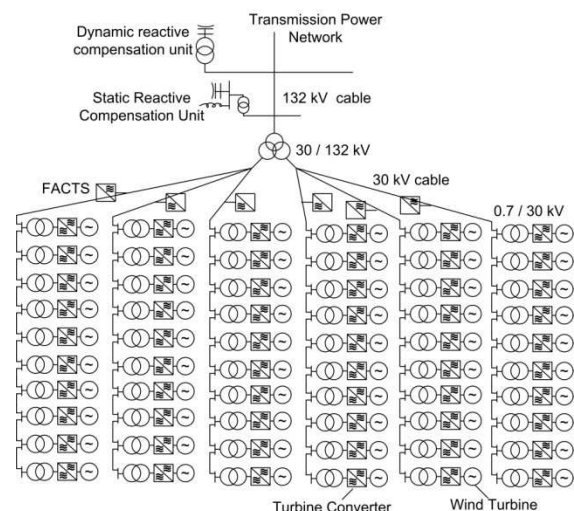 Transmission Power
Network
Dynamic reactive
compensation unit
Static Reactive
Compensation Unit
132 kV cable
30 / 132 kV
FACTS
30 kV cable
0.7 / 30 kV
Turbine Converter
Wind Turbine